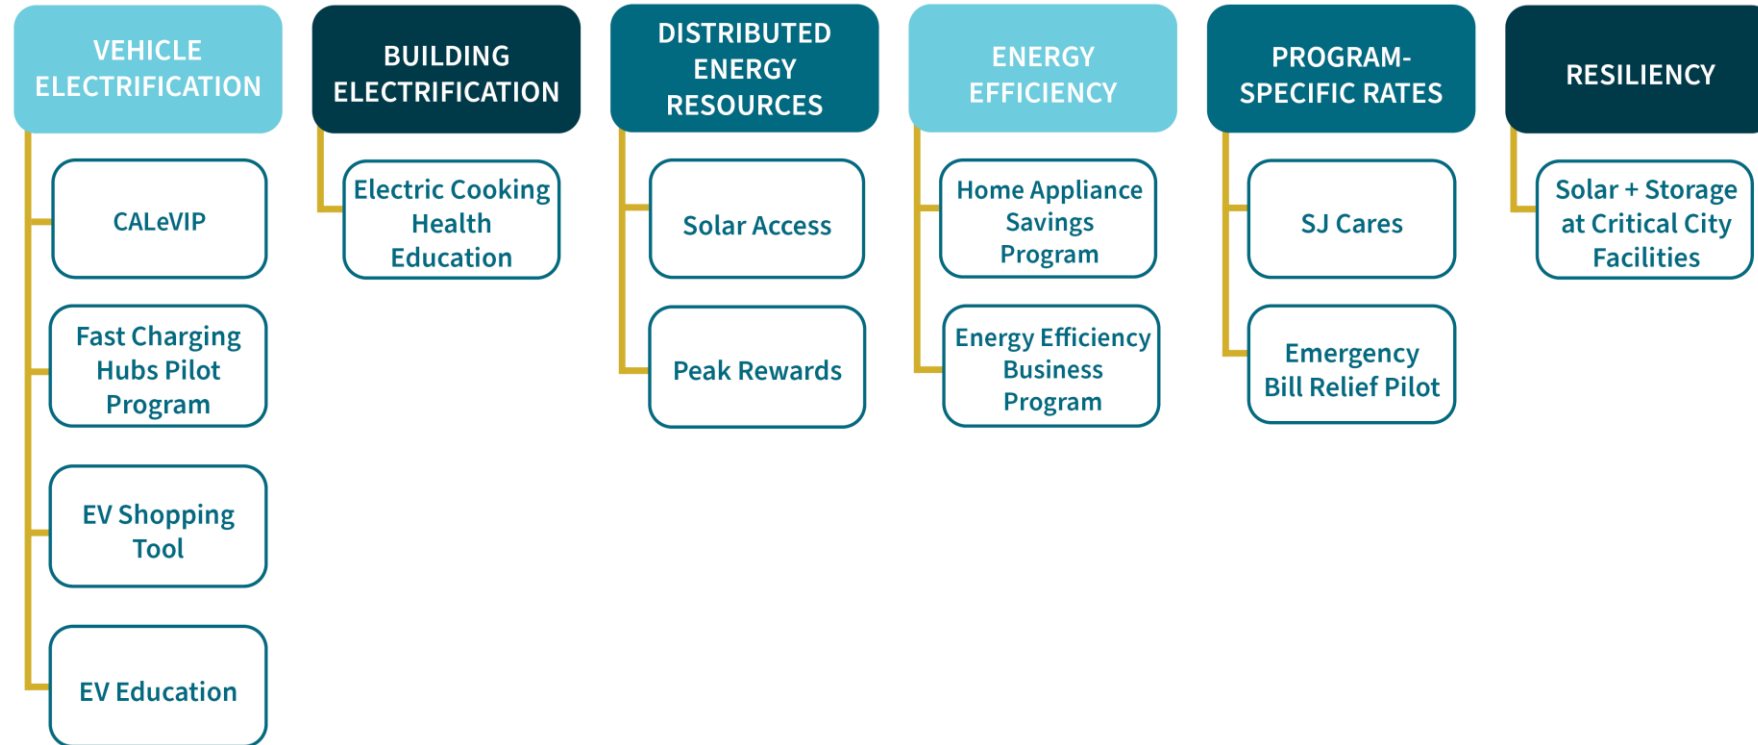 VEHICLE
ELECTRIFICATION
CALeVIP
Fast Charging
Hubs Pilot
Program
EV Shopping
Tool
EV Education
BUILDING
ELECTRIFICATION
Electric Cooking
Health
Education
DISTRIBUTED
ENERGY
RESOURCES
Solar Access
Peak Rewards
ENERGY
EFFICIENCY
Home Appliance
Savings
Program
Energy Efficiency
Business
Program
PROGRAM-
SPECIFIC RATES
SJ Cares
Emergency
Bill Relief Pilot
RESILIENCY
Solar + Storage
at Critical City
Facilities